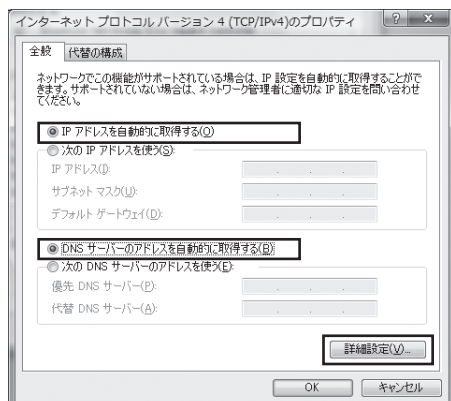 インターネット プロトコル バージョン 4 (TCP/IPv4)のプロパティ
全般
代替の構成
ネットワークでこの機能がサポートされている場合は、IP 設定を自動的に取得することがで
きます。サポートされていない場合は、ネットワーク管理者に適切な IP 設定を問い合わせ
てください。
IP アドレスを自動的に取得する(O)
次の IP アドレスを使う(S):
IP アドレス(I):
サブネット マスク(U):
デフォルト ゲートウェイ(D):
DNS サーバーのアドレスを自動的に取得する(B)
次の DNS サーバーのアドレスを使う(E):
優先 DNS サーバー(P):
代替 DNS サーバー(A):
詳細設定(V)...
OK
キャンセル